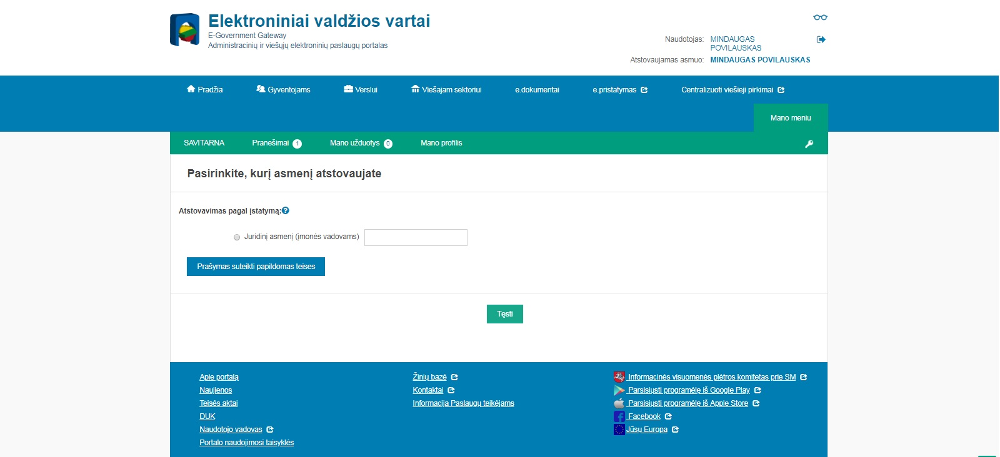 Elektroniniai valdžios vartai
E-Government Gateway
Administracinių ir viešųjų elektroninių paslaugų portalas
Naudotojas: MINDAUGAS
POVILAUSKAS
Atstovaujamas asmuo: MINDAUGAS POVILAUSKAS
Pradžia Gyventojams Verslui Viešajam sektoriui e.dokumentai e.pristatymas Centralizuoti viešieji pirkimai
Mano meniu
SAVITARNA Pranešimai 1 Mano užduotys 0 Mano profilis
Pasirinkite, kurį asmenį atstovaujate
Atstovavimas pagal įstatymą:?
Juridinį asmenį (įmonės vadovams)
Prašymas suteikti papildomas teises
Tęsti
Apie portalą
Naujienos
Teisės aktai
DUK
Naudotojo vadovas
Portalo naudojimosi taisyklės
Žinių bazė
Kontaktai
Informacija Paslaugų teikėjams
Informacinės visuomenės plėtros komitetas prie SM
Parsisiųsti programėlę iš Google Play
Parsisiųsti programėlę iš Apple Store
Facebook
Jūsų Europa